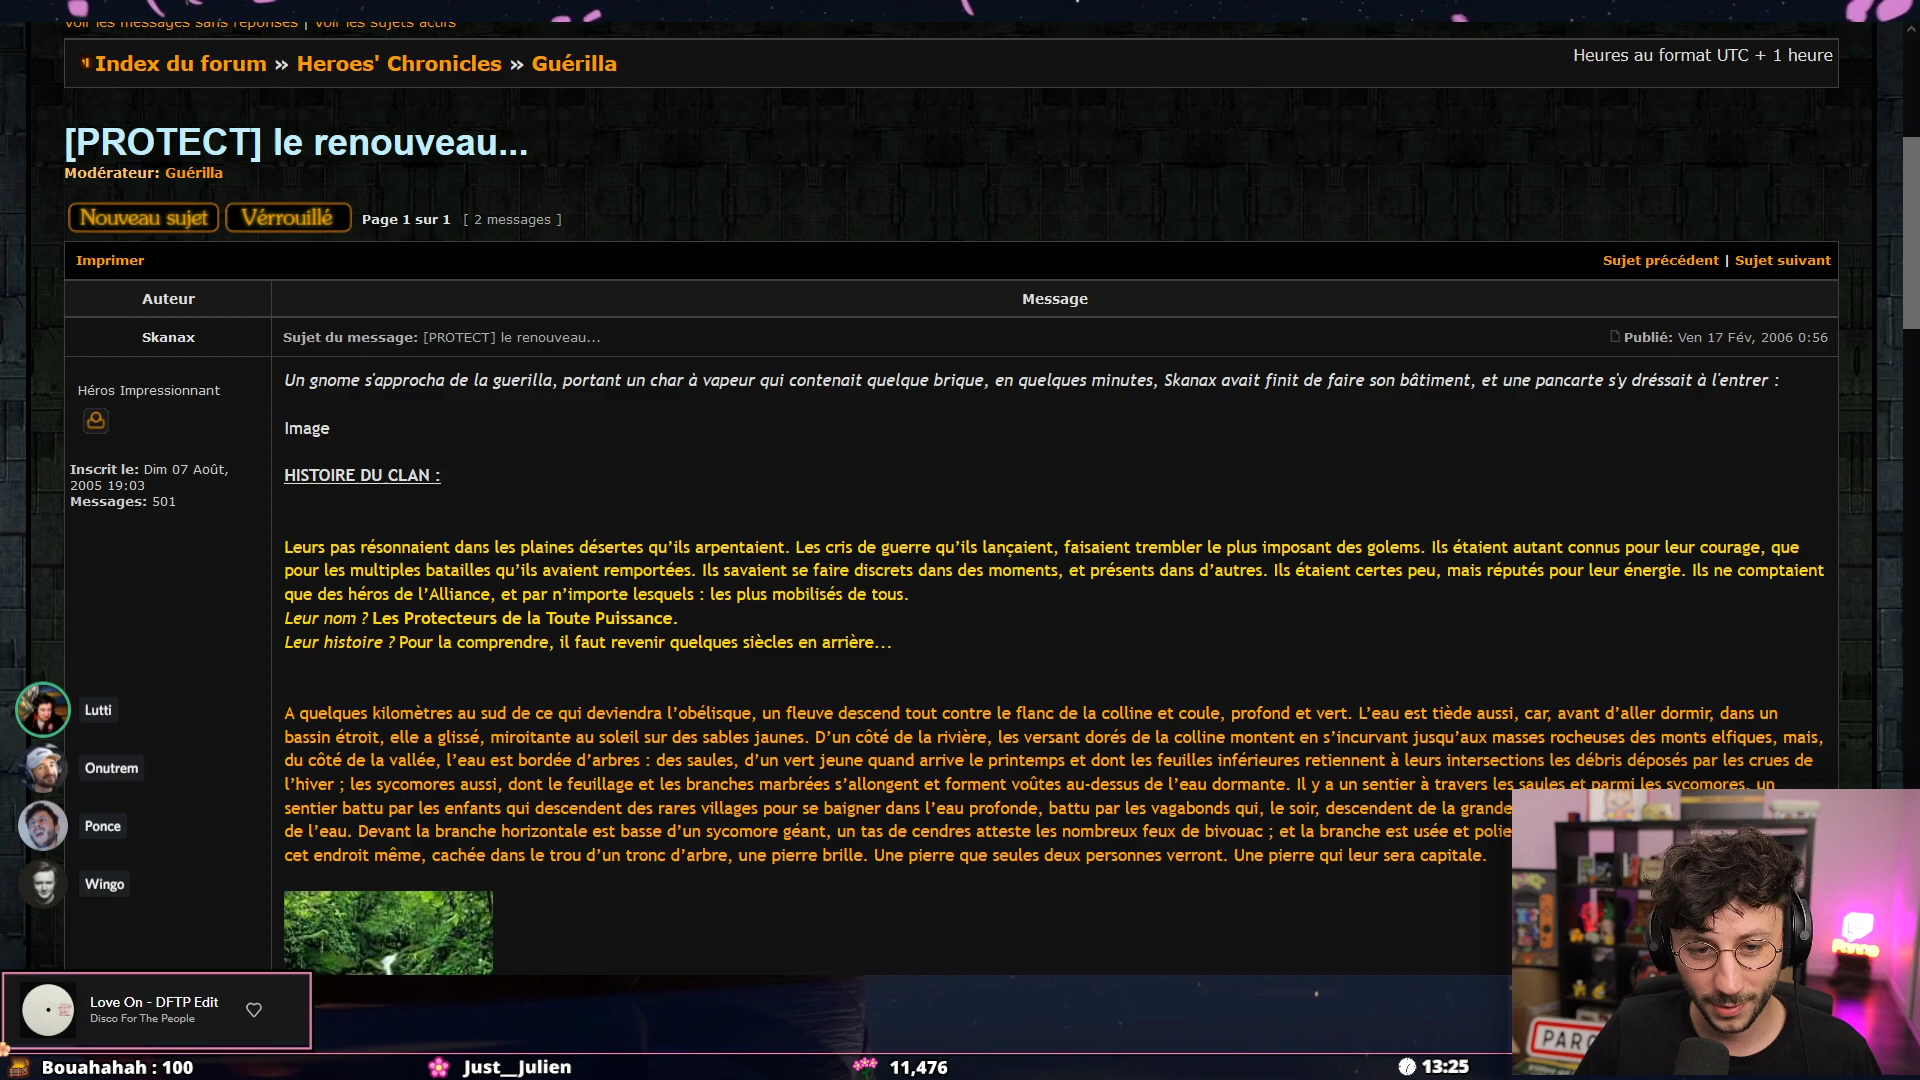 Voir les messages sans réponses | Voir les sujets actifs
Index du forum » Heroes' Chronicles » Guérilla
Heures au format UTC + 1 heure
[PROTECT] le renouveau...
Modérateur: Guérilla
Nouveau sujet
Vérrouillé
Page 1 sur 1 [ 2 messages ]
Imprimer
Sujet précédent | Sujet suivant
Auteur
Message
Skanax
Sujet du message: [PROTECT] le renouveau...
Publié: Ven 17 Fév, 2006 0:56
Héros Impressionnant
Inscrit le: Dim 07 Août,
2005 19:03
Messages: 501
Un gnome s'approcha de la guerilla, portant un char à vapeur qui contenait quelque brique, en quelques minutes, Skanax avait finit de faire son bâtiment, et une pancarte s'y dréssait à l'entrer :
Image
HISTOIRE DU CLAN :
Leurs pas résonnaient dans les plaines désertes qu’ils arpentaient. Les cris de guerre qu’ils lançaient, faisaient trembler le plus imposant des golems. Ils étaient autant connus pour leur courage, que
pour les multiples batailles qu’ils avaient remportées. Ils savaient se faire discrets dans des moments, et présents dans d’autres. Ils étaient certes peu, mais réputés pour leur énergie. Ils ne comptaient
que des héros de l’Alliance, et par n’importe lesquels : les plus mobilisés de tous.
Leur nom ? Les Protecteurs de la Toute Puissance.
Leur histoire ? Pour la comprendre, il faut revenir quelques siècles en arrière...
A quelques kilomètres au sud de ce qui deviendra l’obélisque, un fleuve descend tout contre le flanc de la colline et coule, profond et vert. L’eau est tiède aussi, car, avant d’aller dormir, dans un
bassin étroit, elle a glissé, miroitante au soleil sur des sables jaunes. D’un côté de la rivière, les versant dorés de la colline montent en s’incurvant jusqu’aux masses rocheuses des monts elfiques, mais,
du côté de la vallée, l’eau est bordée d’arbres : des saules, d’un vert jeune quand arrive le printemps et dont les feuilles inférieures retiennent à leurs intersections les débris déposés par les crues de
l’hiver ; les sycomores aussi, dont le feuillage et les branches marbrées s’allongent et forment voûtes au-dessus de l’eau dormante. Il y a un sentier à travers les saules et parmi les sycomores, un
sentier battu par les enfants qui descendent des rares villages pour se baigner dans l’eau profonde, battu par les vagabonds qui, le soir, descendent de la grande
de l’eau. Devant la branche horizontale est basse d’un sycomore géant, un tas de cendres atteste les nombreux feux de bivouac ; et la branche est usée et polie
cet endroit même, cachée dans le trou d’un tronc d’arbre, une pierre brille. Une pierre que seules deux personnes verront. Une pierre qui leur sera capitale.
Lutti
Onutrem
Ponce
Wingo
Love On - DFTP Edit
Disco For The People
PARC
Bouahahah : 100
Just__Julien
11,476
13:25